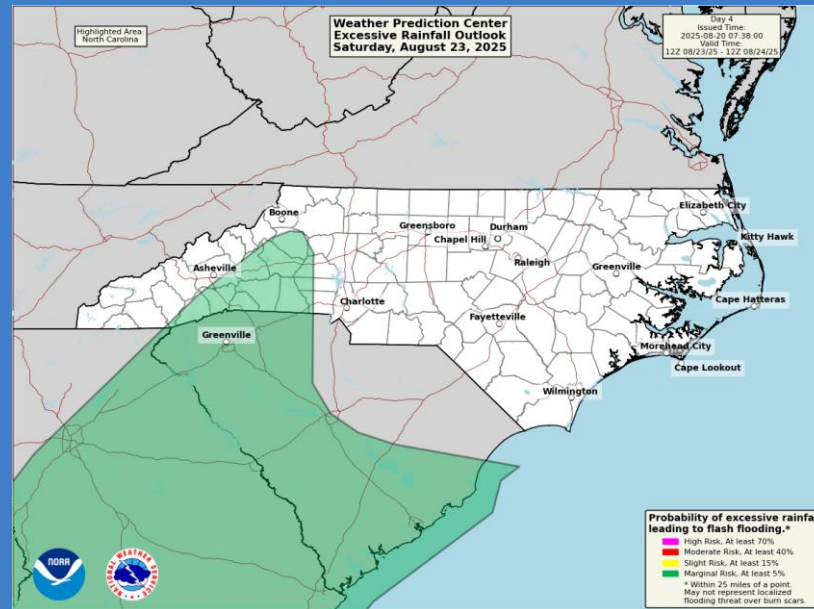 Highlighted Area:
North Carolina
Weather Prediction Center
Excessive Rainfall Outlook
Saturday, August 23, 2025
Day 4
Issued Time:
2025-08-20 07:38:00
Valid Time:
12Z 08/23/25 - 12Z 08/24/25
Boone
Elizabeth City
Greensboro
Durham
Chapel Hill
Kitty Hawk
Raleigh
Asheville
Greenville
Charlotte
Cape Hatteras
Fayetteville
Greenville
Morehead City
Cape Lookout
Wilmington
Probability of excessive rainfa
leading to flash flooding.*
High Risk, At least 70%
Moderate Risk, At least 40%
Slight Risk, At least 15%
Marginal Risk, At least 5%
* Within 25 miles of a point.
May not represent localized
flooding threat over burn scars.
NOAA
NATIONAL WEATHER SERVICE